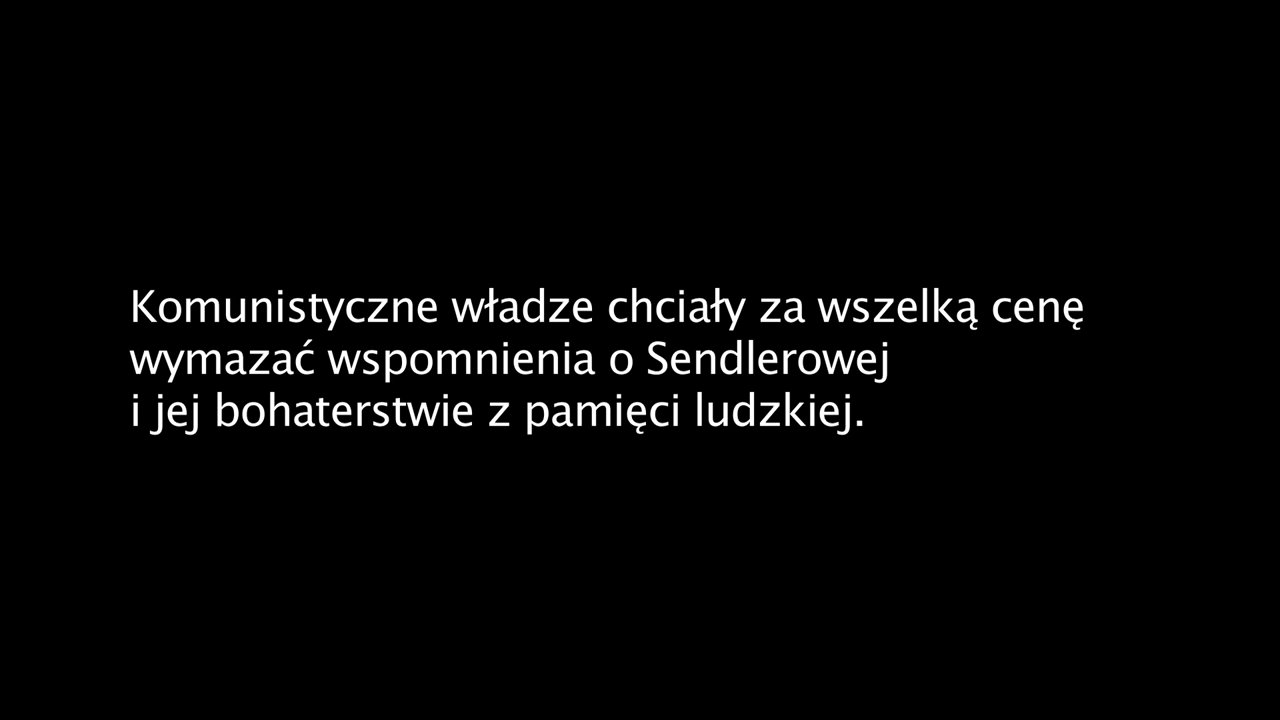 Komunistyczne władze chciały za wszelką cenę
wymazać wspomnienia o Sendlerowej
i jej bohaterstwie z pamięci ludzkiej.